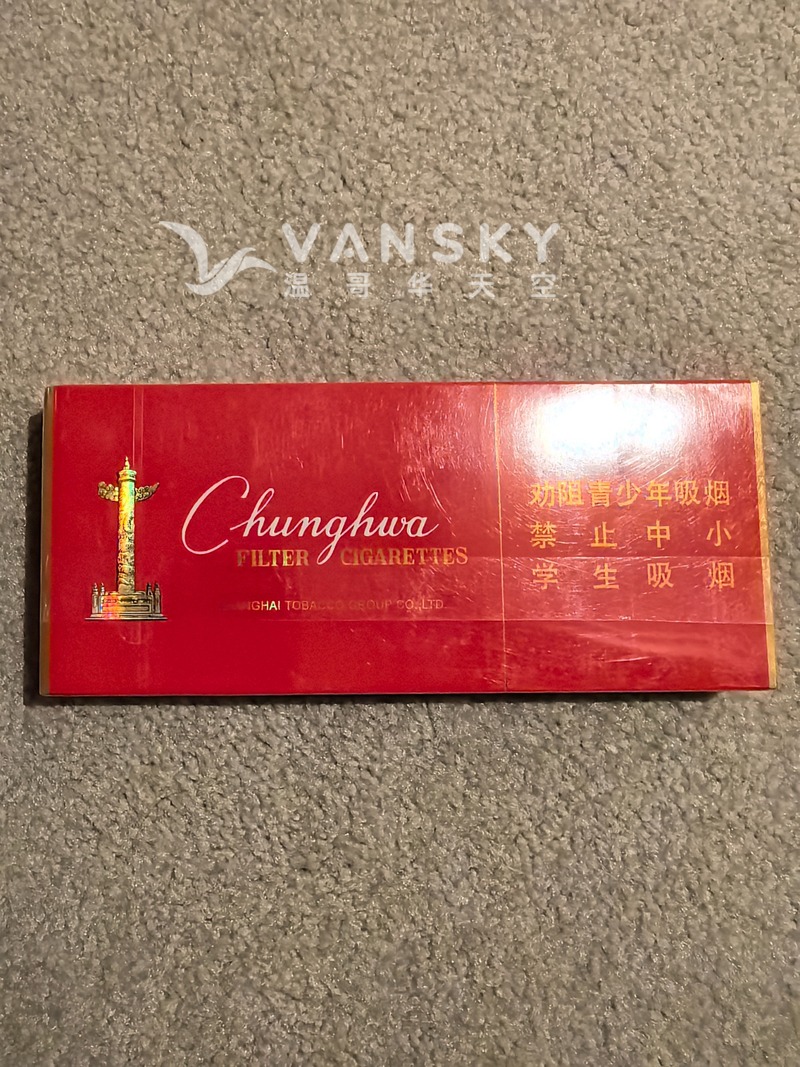 VANSKY
温哥华天空
Chunghwa
FILTER CIGARETTES
NGHAI TOBACCO GROUP CO.,LTD.
劝阻青少年吸烟
禁止中小
学生吸烟